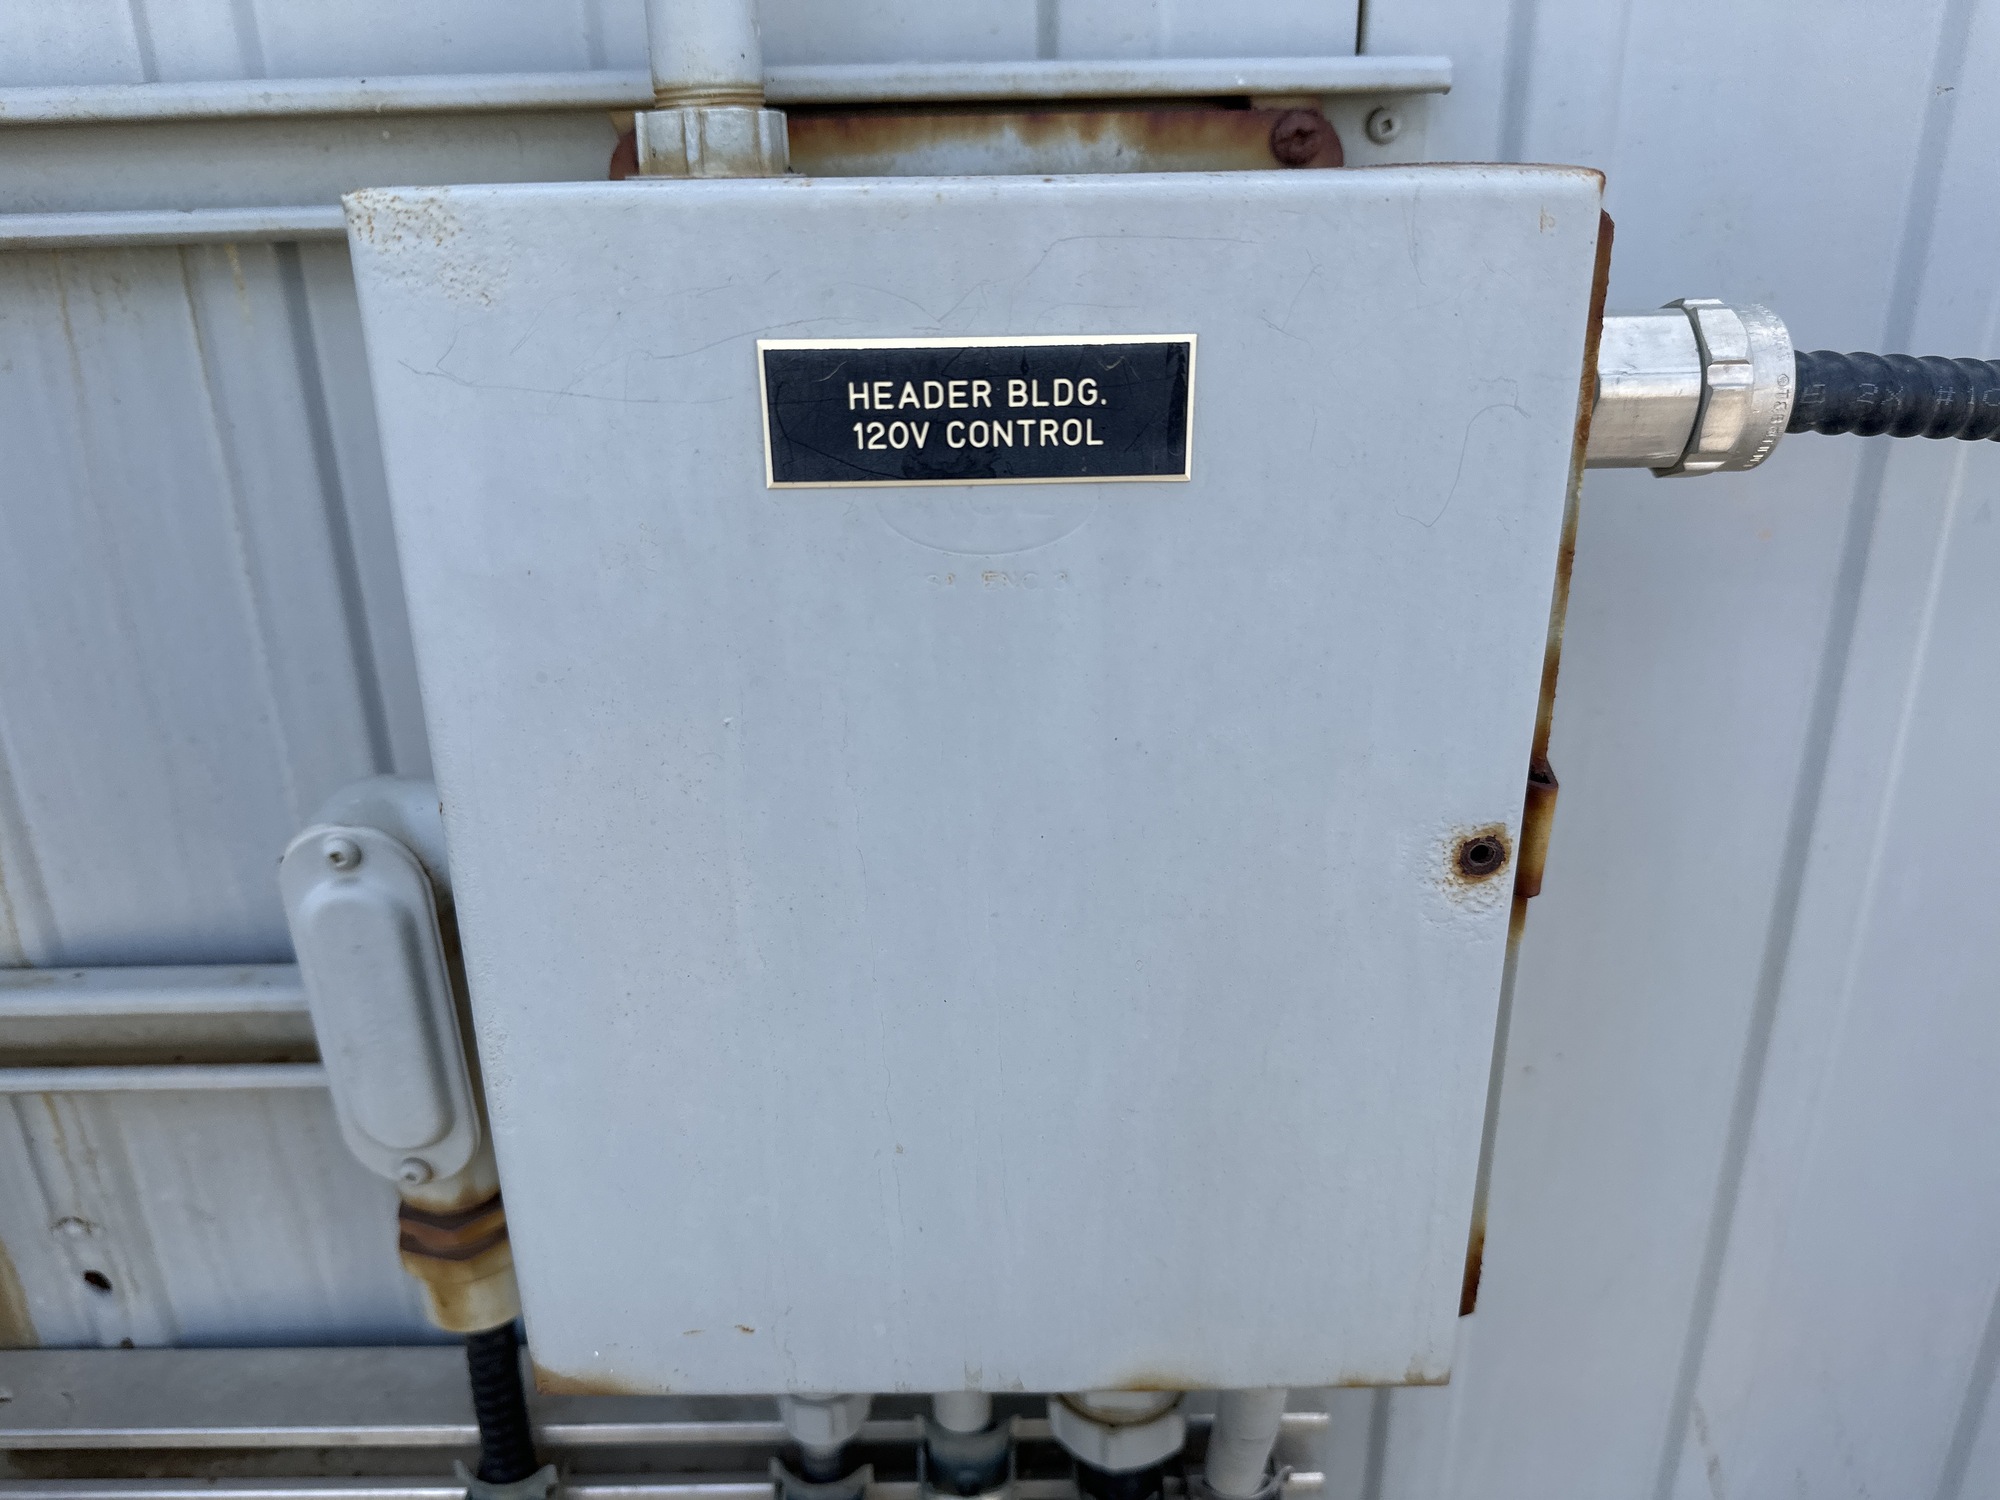 HEADER BLDG.
120V CONTROL